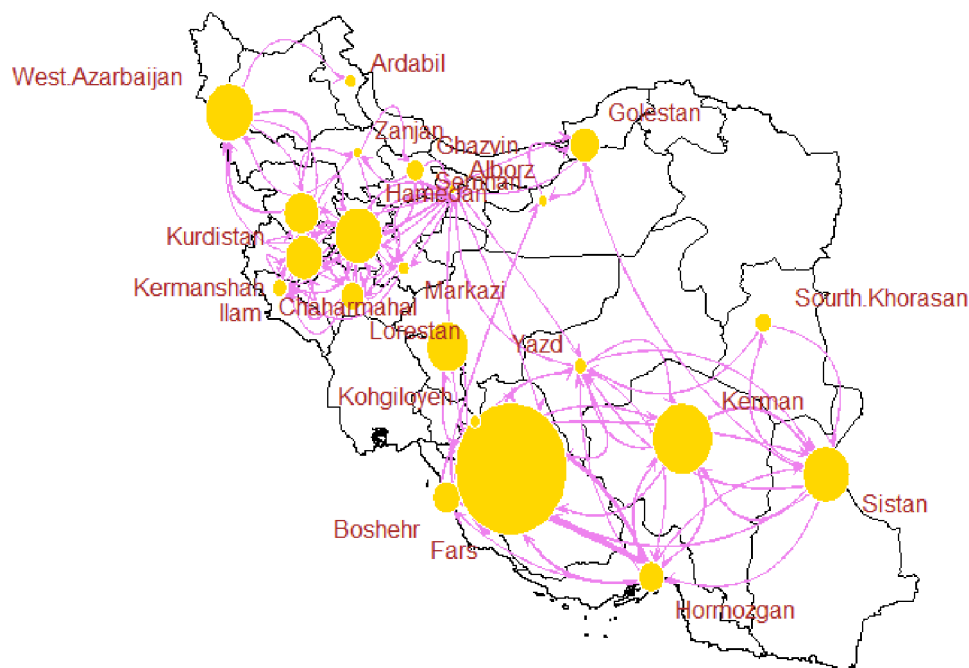 Ardabil
West.Azarbaijan
Golestan
Zanjan
Ghazvin
Alborz
Semnan
Hamedan
Kurdistan
Kermanshah
Markazi
Sourth.Khorasan
Ilam
Chaharmahal
Lorestan
Yazd
Kohgiloyeh
Kerman
Sistan
Boshehr
Fars
Hormozgan